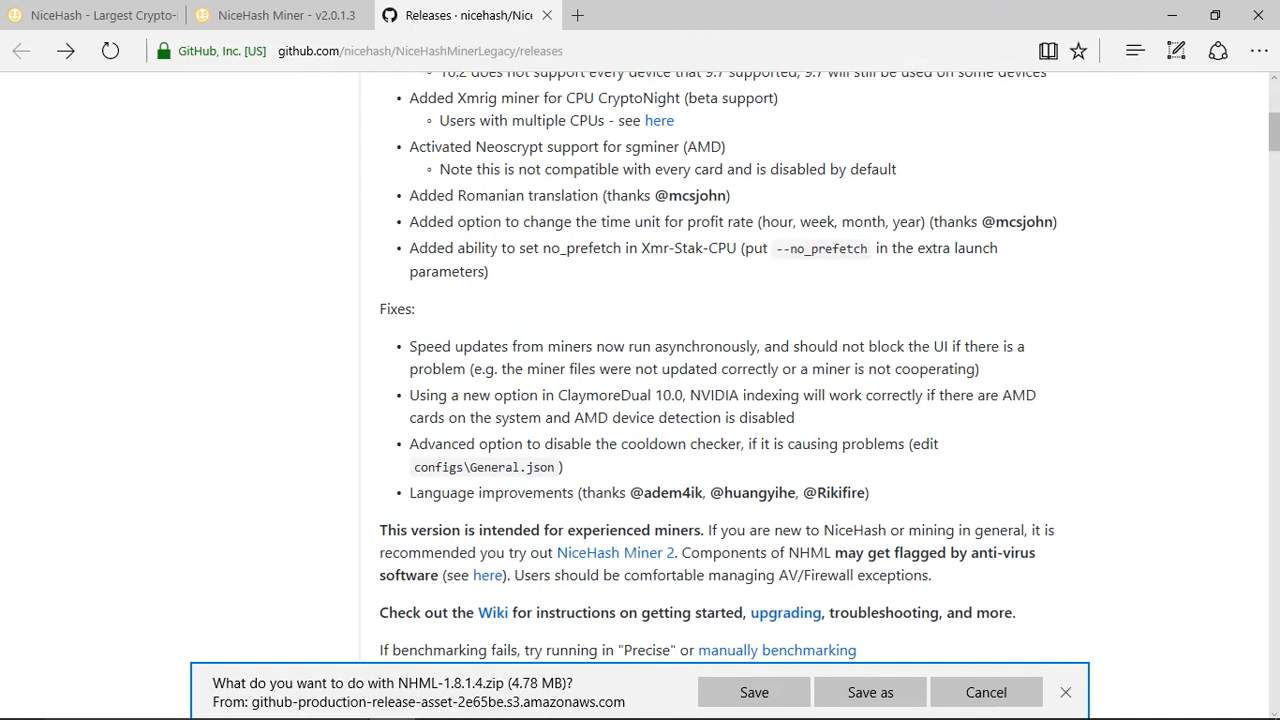 NiceHash - Largest Crypto-
NiceHash Miner - v2.0.1.3
Releases · nicehash/Nice
GitHub, Inc. [US]
github.com/nicehash/NiceHashMinerLegacy/releases
◦ 10.2 does not support every device that 9.7 supported, 9.7 will still be used on some devices
• Added Xmrig miner for CPU CryptoNight (beta support)
◦ Users with multiple CPUs - see here
• Activated Neoscrypt support for sgminer (AMD)
◦ Note this is not compatible with every card and is disabled by default
• Added Romanian translation (thanks @mcsjohn)
• Added option to change the time unit for profit rate (hour, week, month, year) (thanks @mcsjohn)
• Added ability to set no_prefetch in Xmr-Stak-CPU (put --no_prefetch in the extra launch
parameters)
Fixes:
• Speed updates from miners now run asynchronously, and should not block the UI if there is a
problem (e.g. the miner files were not updated correctly or a miner is not cooperating)
• Using a new option in ClaymoreDual 10.0, NVIDIA indexing will work correctly if there are AMD
cards on the system and AMD device detection is disabled
• Advanced option to disable the cooldown checker, if it is causing problems (edit
configs\General.json)
• Language improvements (thanks @adem4ik, @huangyihe, @Rikifire)
This version is intended for experienced miners. If you are new to NiceHash or mining in general, it is
recommended you try out NiceHash Miner 2. Components of NHML may get flagged by anti-virus
software (see here). Users should be comfortable managing AV/Firewall exceptions.
Check out the Wiki for instructions on getting started, upgrading, troubleshooting, and more.
If benchmarking fails, try running in "Precise" or manually benchmarking
What do you want to do with NHML-1.8.1.4.zip (4.78 MB)?
From: github-production-release-asset-2e65be.s3.amazonaws.com
Save
Save as
Cancel